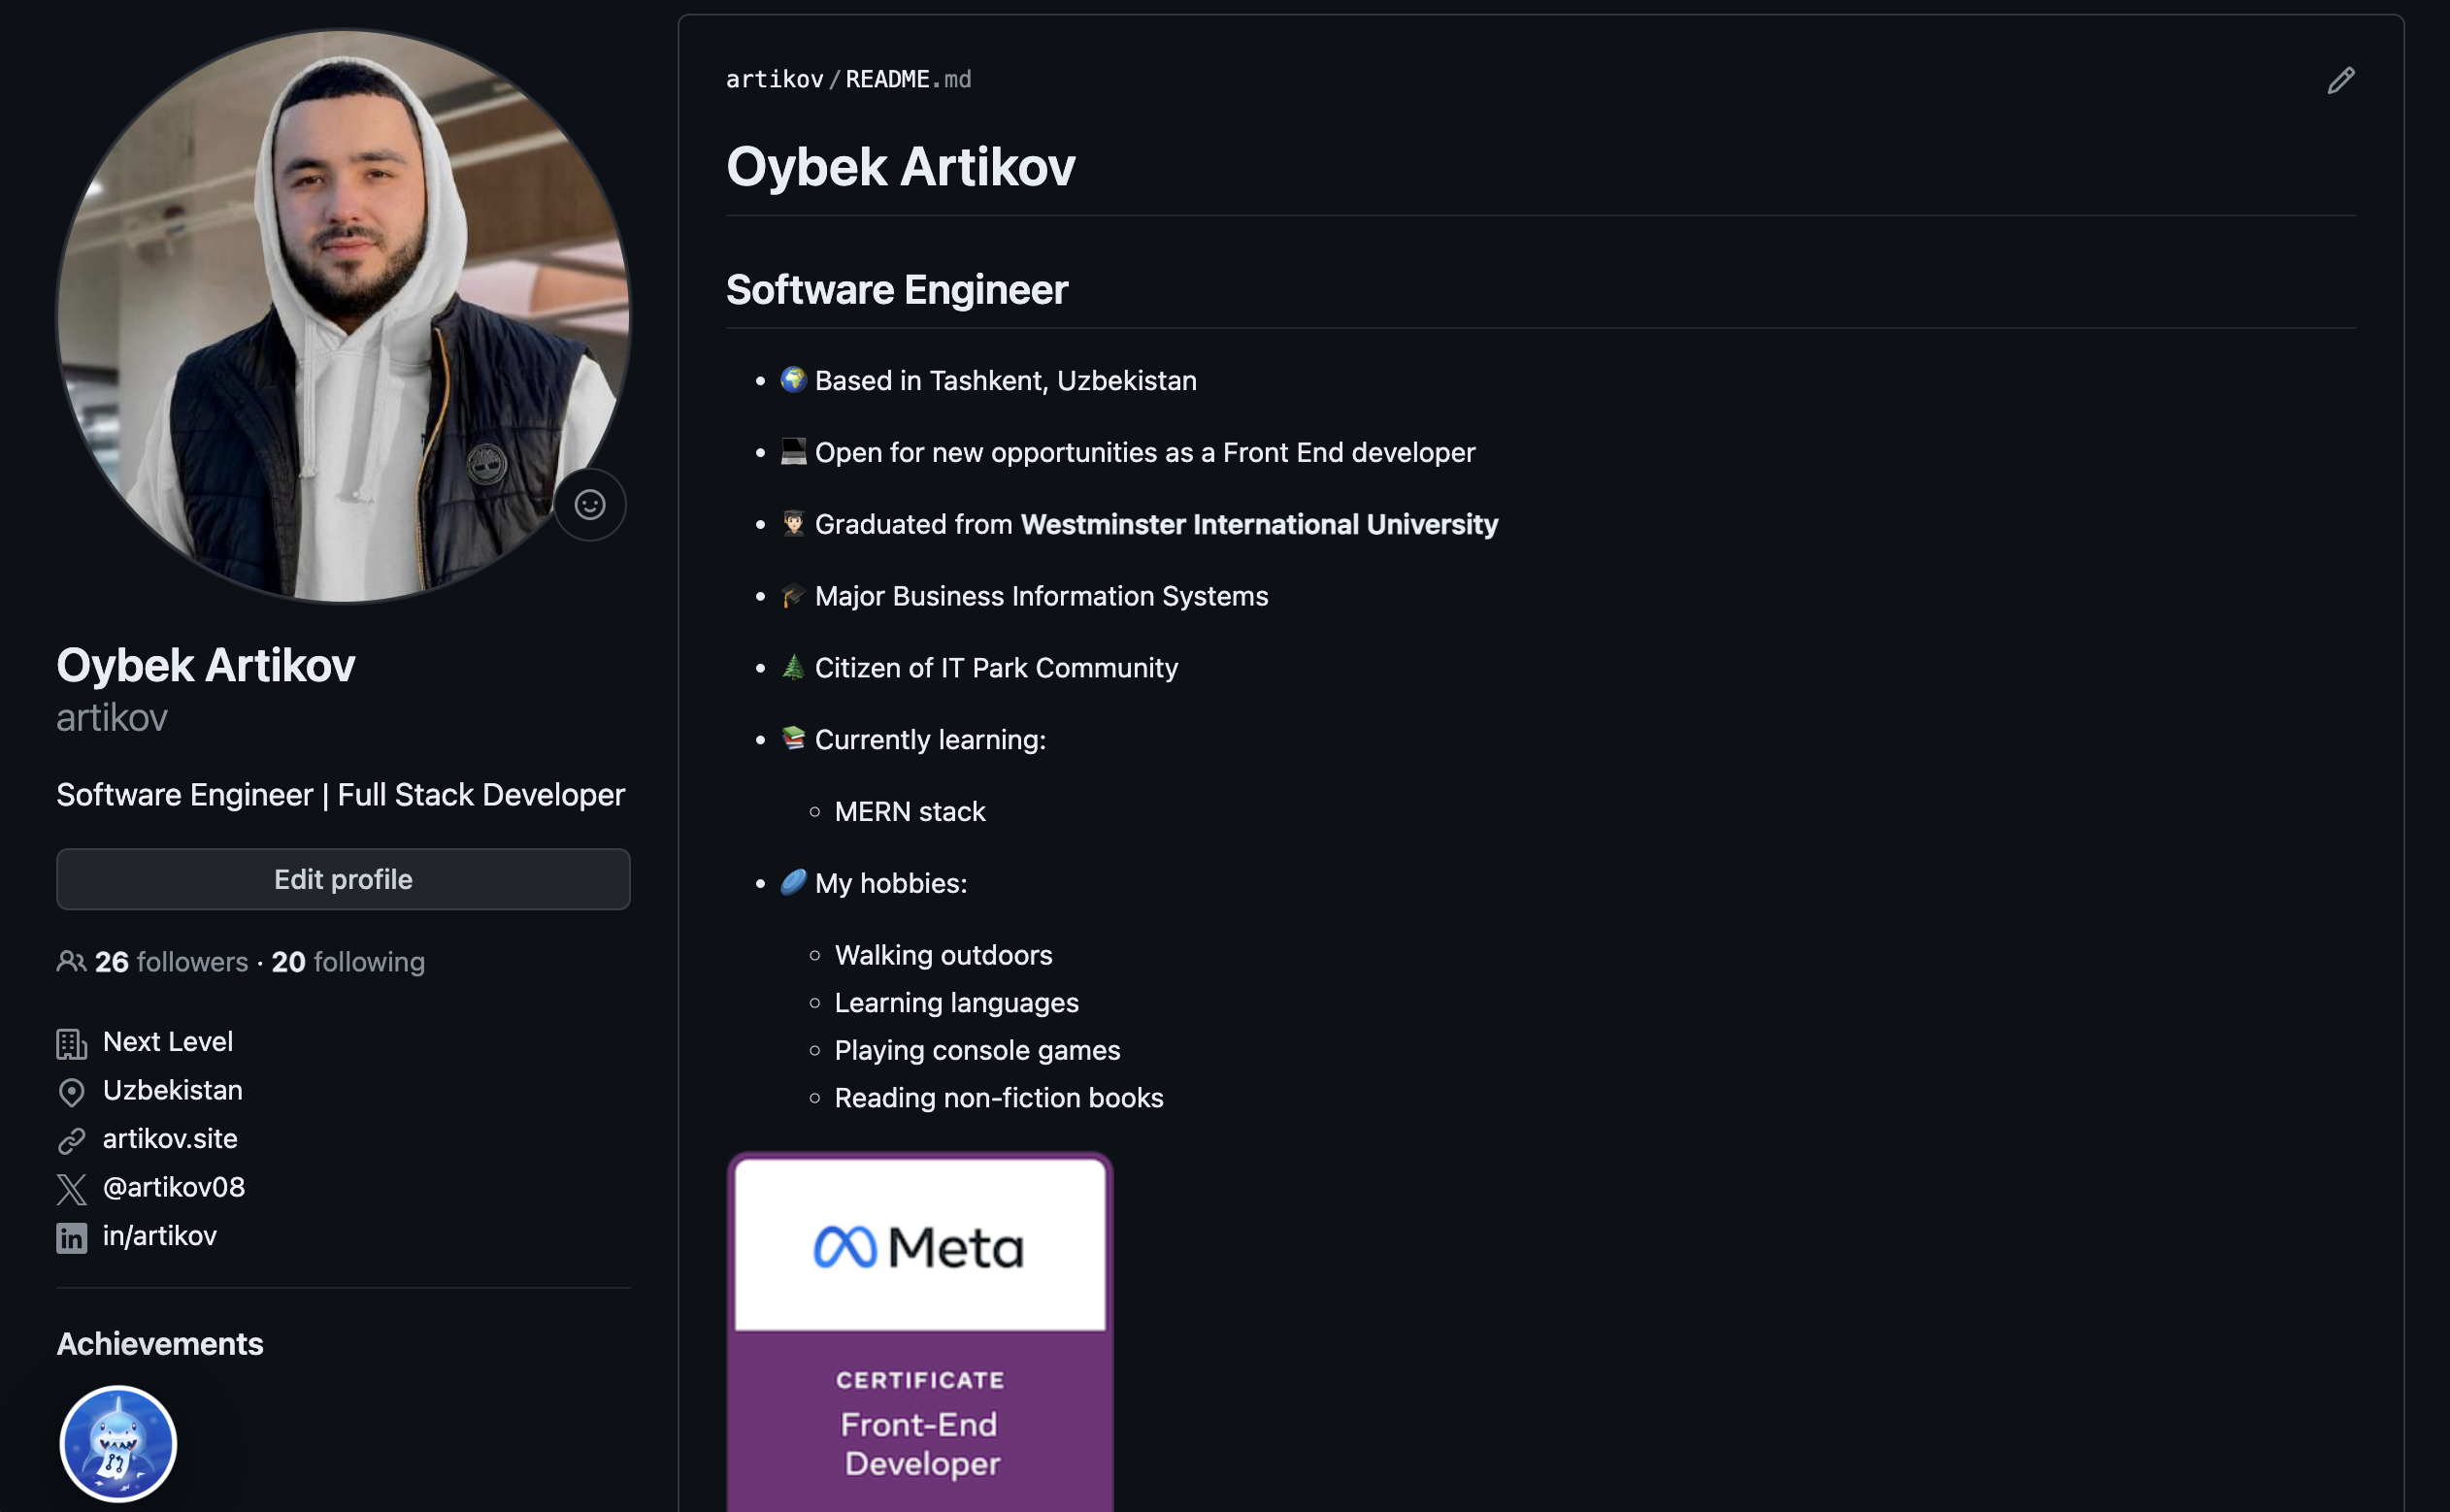 Oybek Artikov
artikov
Software Engineer | Full Stack Developer
Edit profile
26 followers · 20 following
Next Level
Uzbekistan
artikov.site
@artikov08
in/artikov
Achievements
artikov/README.md
Oybek Artikov
Software Engineer
🌍 Based in Tashkent, Uzbekistan
💻 Open for new opportunities as a Front End developer
👨🏻‍🎓 Graduated from Westminster International University
🎓 Major Business Information Systems
🌲 Citizen of IT Park Community
📚 Currently learning:
MERN stack
🥏 My hobbies:
Walking outdoors
Learning languages
Playing console games
Reading non-fiction books
Meta
CERTIFICATE
Front-End
Developer